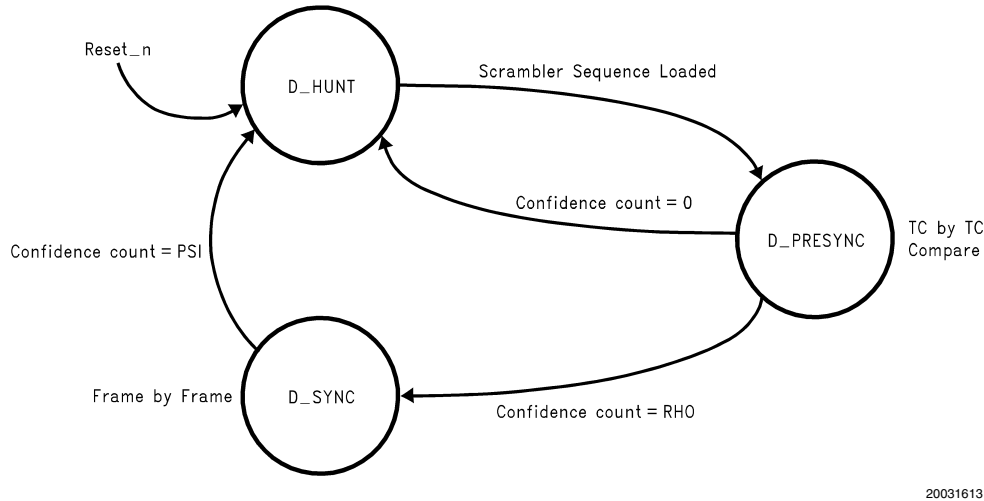 Reset_n
D_HUNT
Scrambler Sequence Loaded
Confidence count = 0
D_PRESYNC
TC by TC
Compare
Confidence count = PSI
Frame by Frame
D_SYNC
Confidence count = RHO
20031613